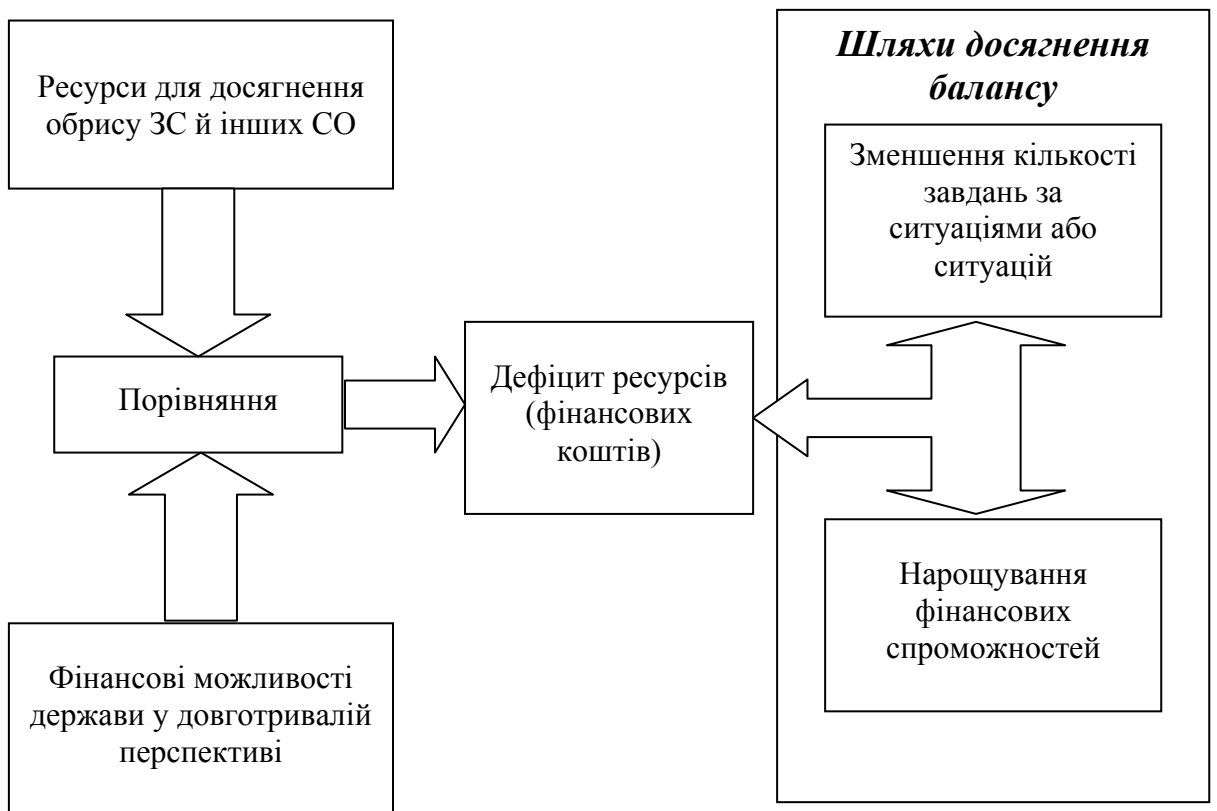 Ресурси для досягнення
обрису ЗС й інших СО
Порівняння
Фінансові можливості
держави у довготривалій
перспективі
Дефіцит ресурсів
(фінансових
коштів)
Шляхи досягнення
балансу
Зменшення кількості
завдань за
ситуаціями або
ситуацій
Нарощування
фінансових
спроможностей